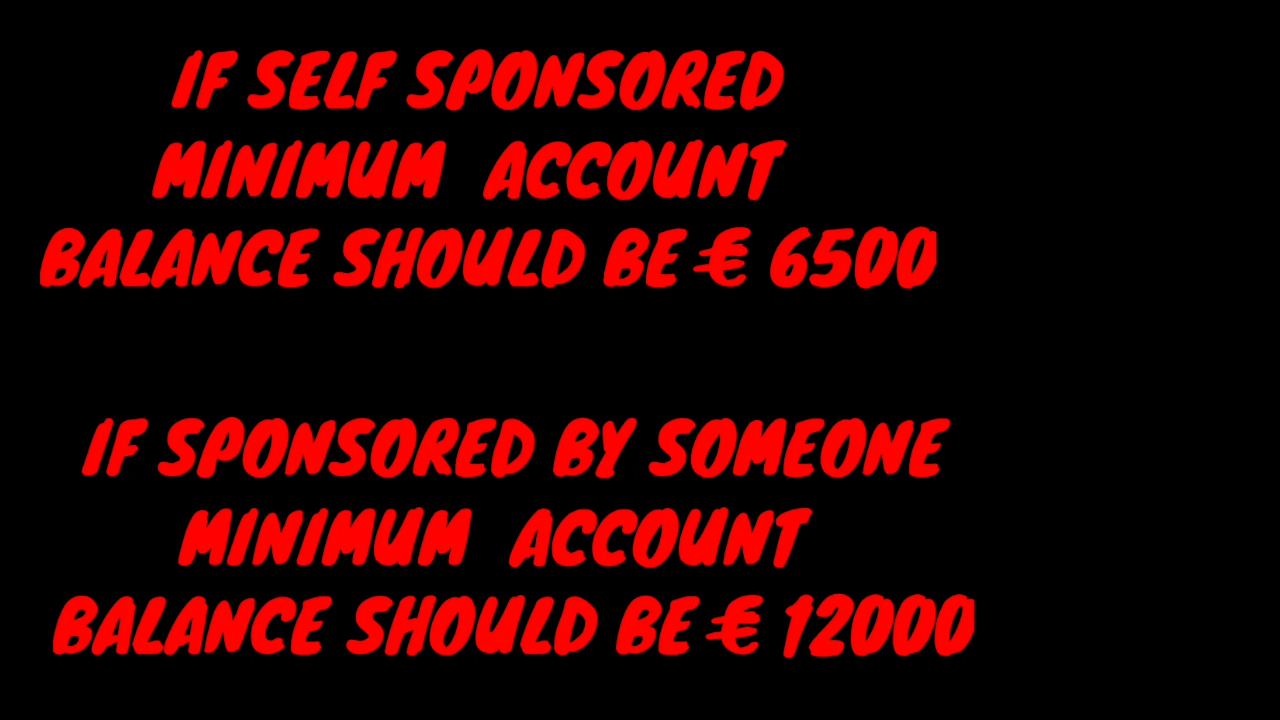 IF SELF SPONSORED
MINIMUM ACCOUNT
BALANCE SHOULD BE € 6500
IF SPONSORED BY SOMEONE
MINIMUM ACCOUNT
BALANCE SHOULD BE € 12000